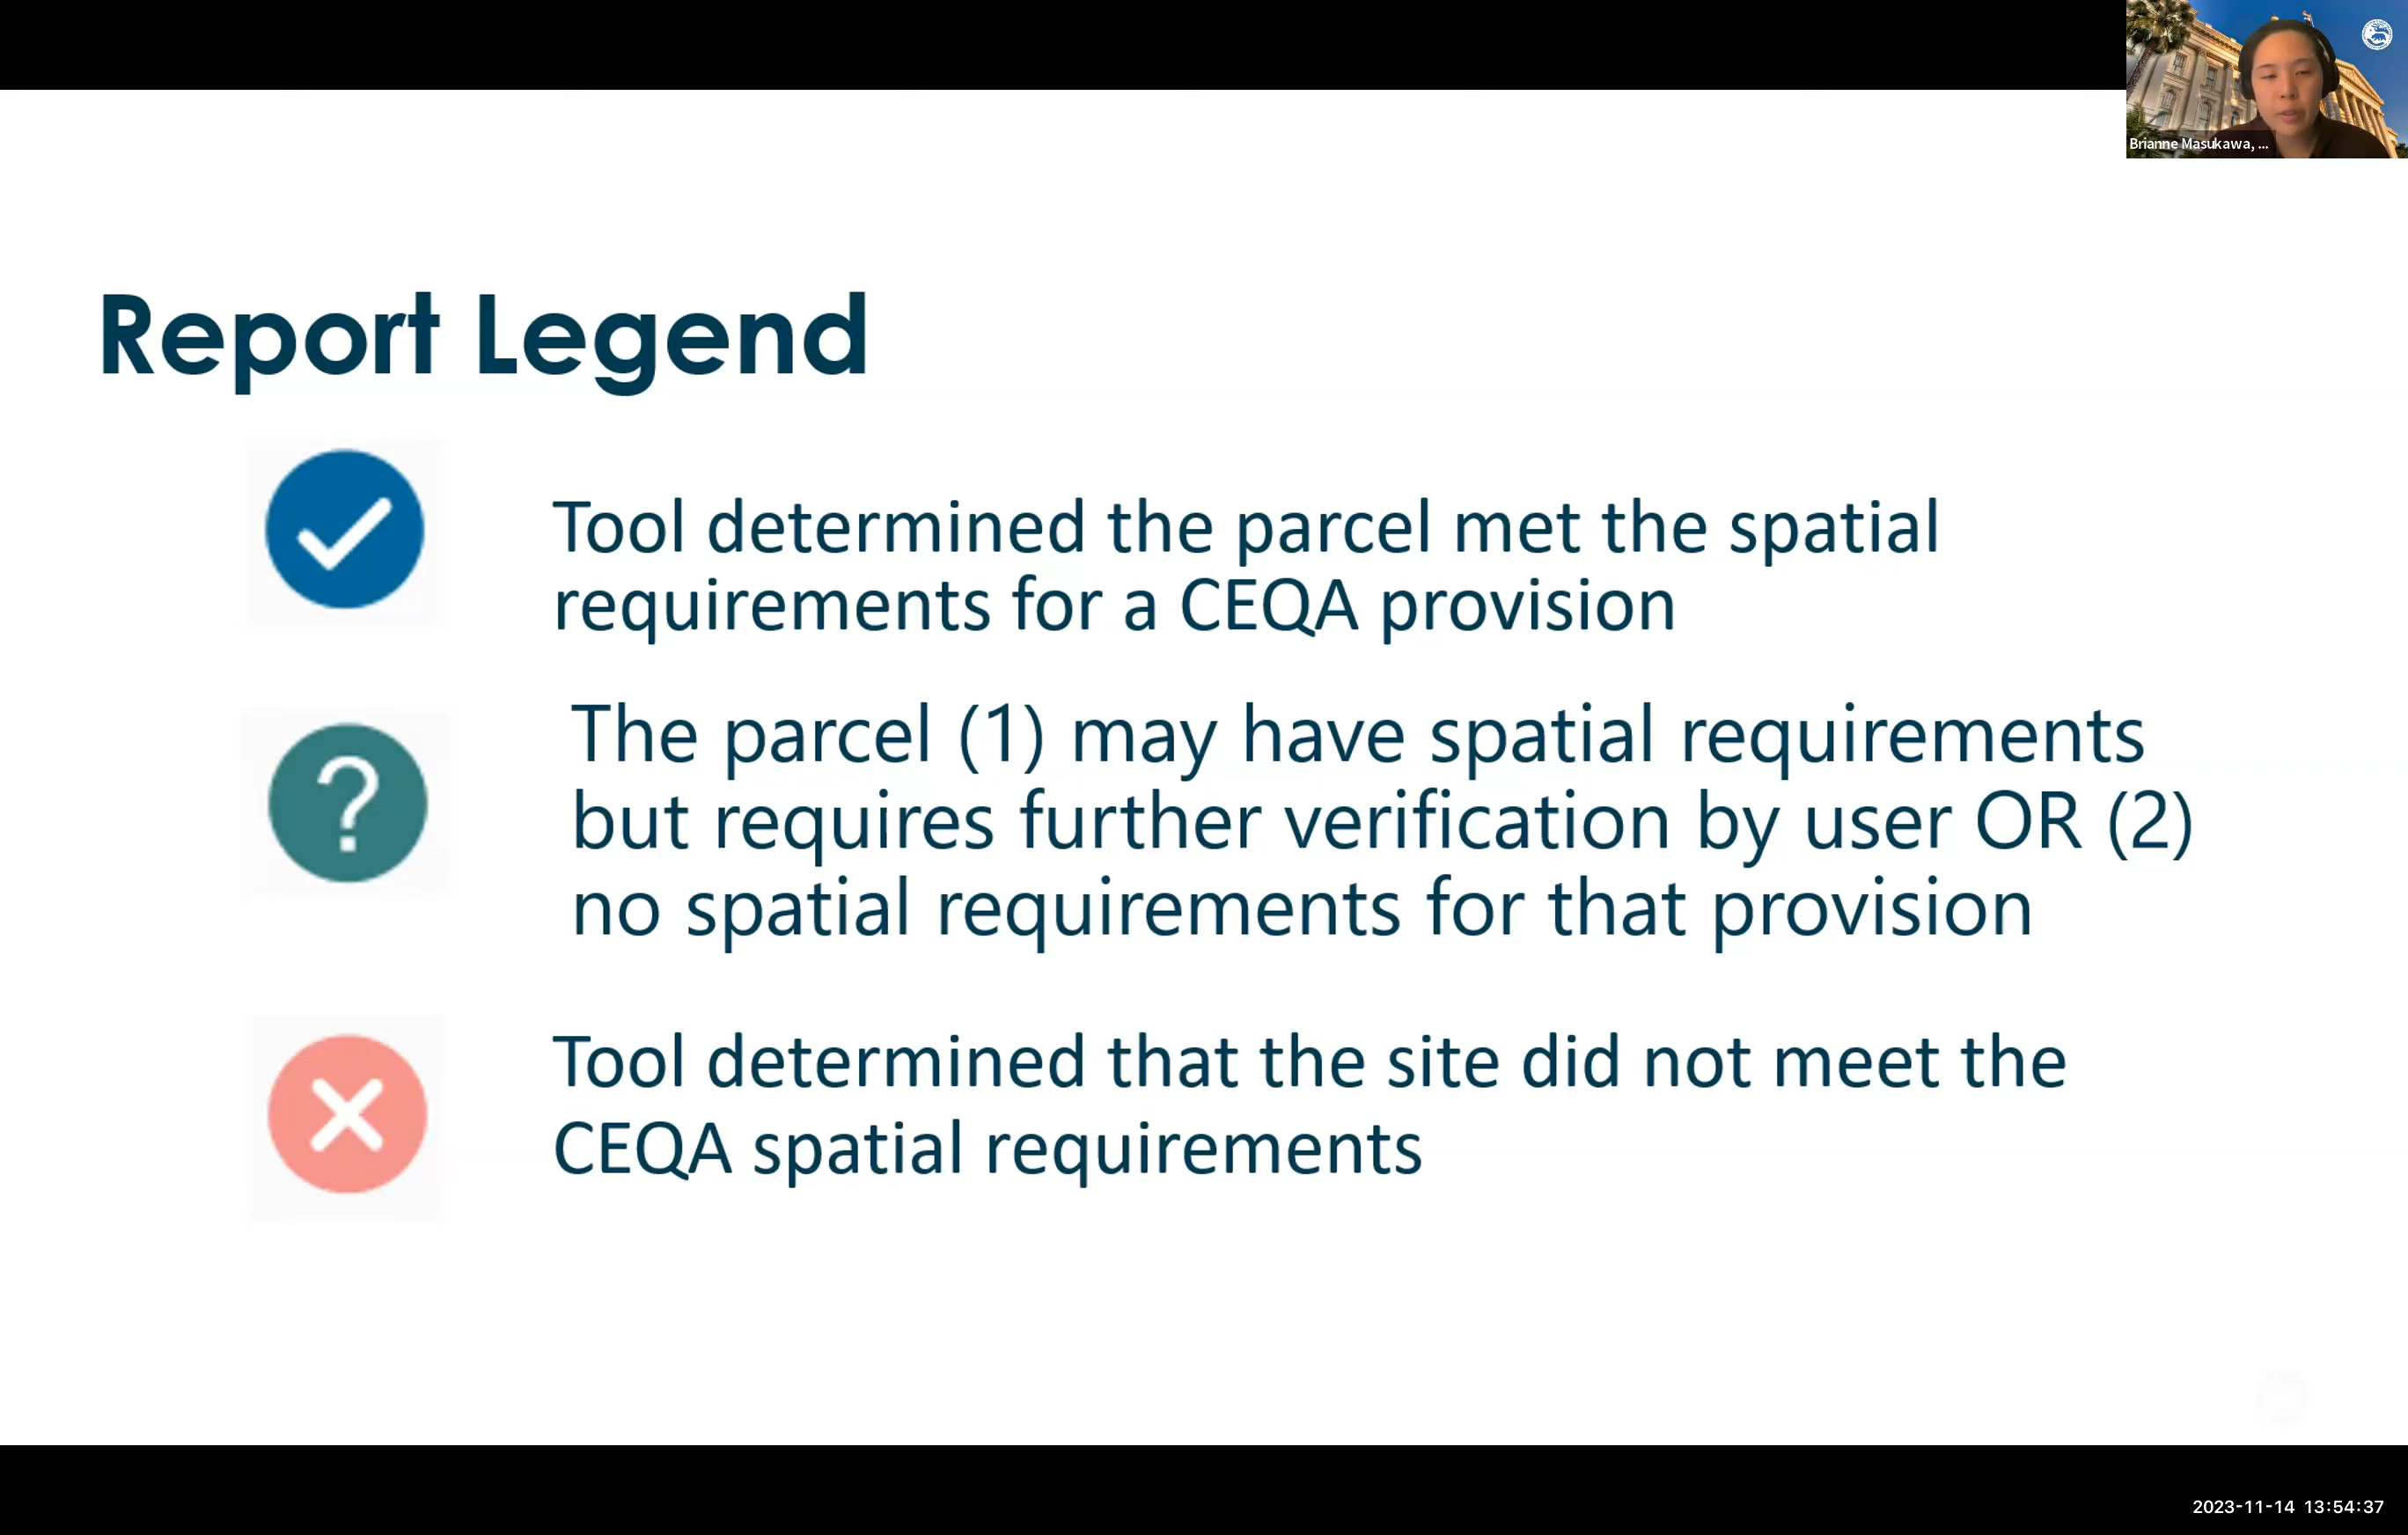 Brianne Masukawa, ...
Report Legend
Tool determined the parcel met the spatial
requirements for a CEQA provision
The parcel (1) may have spatial requirements
but requires further verification by user OR (2)
no spatial requirements for that provision
Tool determined that the site did not meet the
CEQA spatial requirements
2023-11-14 13:54:37